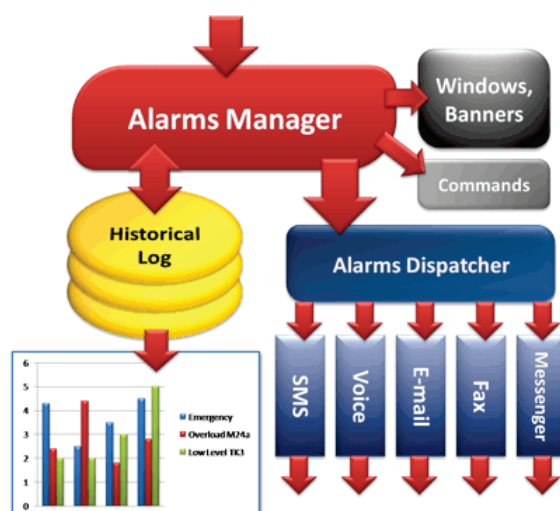 Alarms Manager
Windows,
Banners
Commands
Historical
Log
Alarms Dispatcher
SMS
Voice
E-mail
Fax
Messenger
6
5
4
3
2
1
0
Emergency
Overload M24a
Low Level TK3